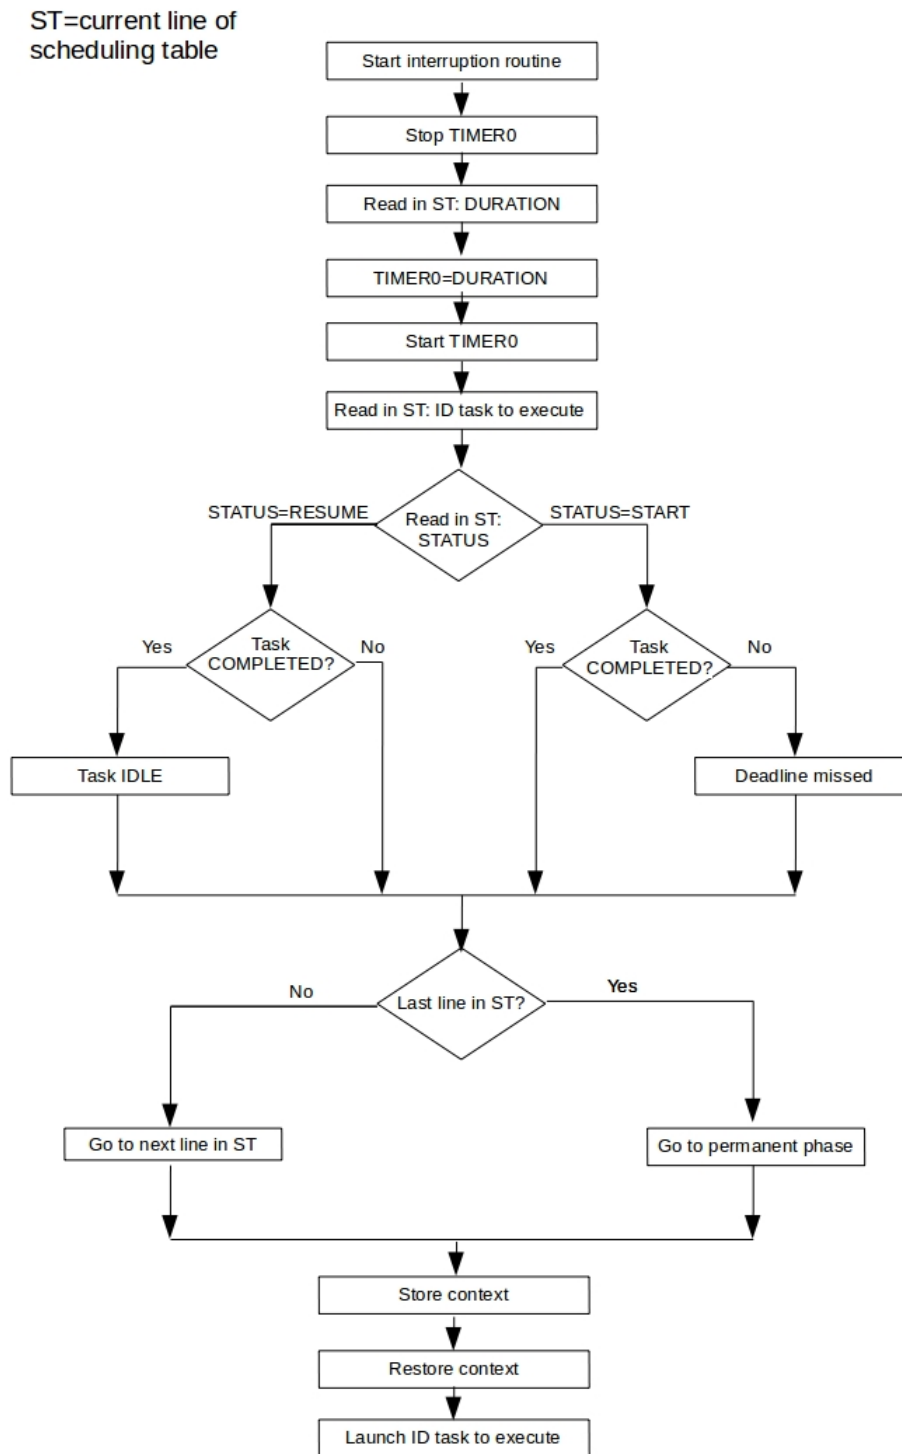 ST=current line of
scheduling table
Start interruption routine
Stop TIMER0
Read in ST: DURATION
TIMER0=DURATION
Start TIMER0
Read in ST: ID task to execute
STATUS=RESUME
Read in ST:
STATUS
STATUS=START
Yes
Task
COMPLETED?
No
Yes
Task
COMPLETED?
No
Task IDLE
Deadline missed
No
Last line in ST?
Yes
Go to next line in ST
Go to permanent phase
Store context
Restore context
Launch ID task to execute